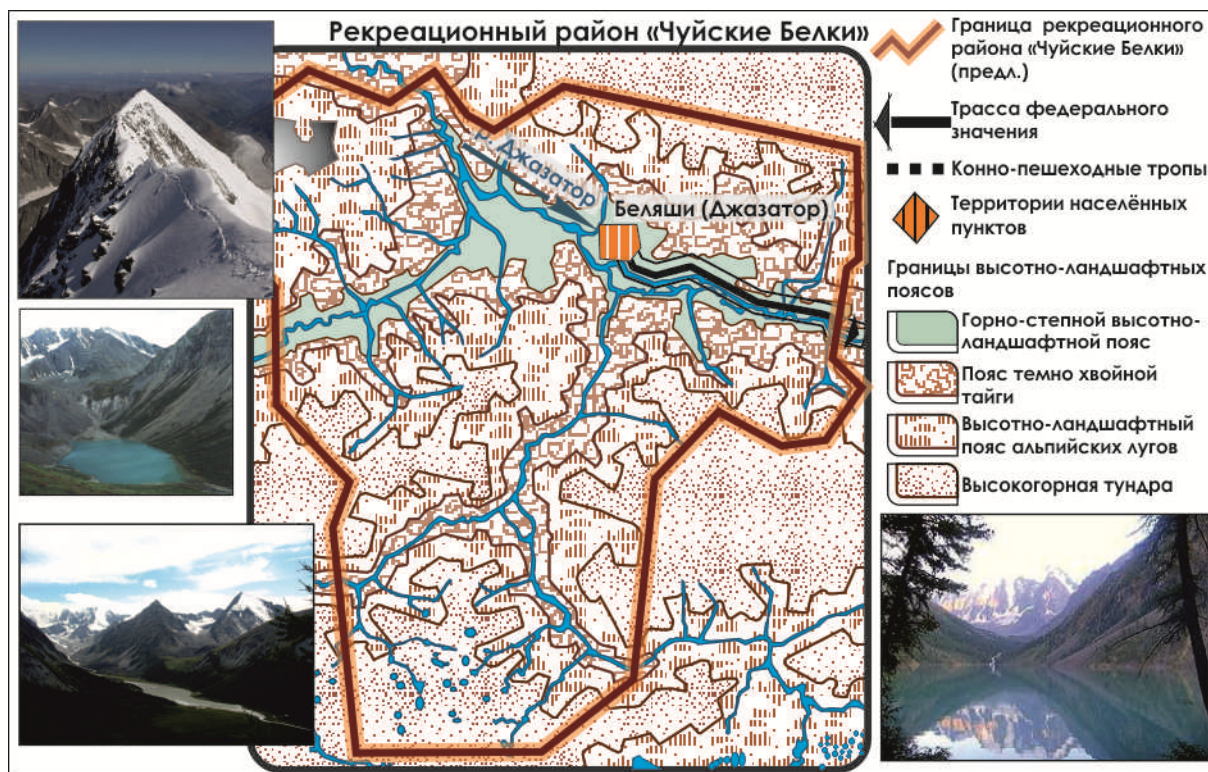 Рекреационный район «Чуйские Белки»
р. Джазатор
Беляши (Джазатор)
Граница рекреационного
района «Чуйские Белки»
(предл.)
Трасса федерального
значения
Конно-пешеходные тропы
Территории населённых
пунктов
Границы высотно-ландшафтных
поясов
Горно-степной высотно-
ландшафтной пояс
Пояс темно хвойной
тайги
Высотно-ландшафтный
пояс альпийских лугов
Высокогорная тундра